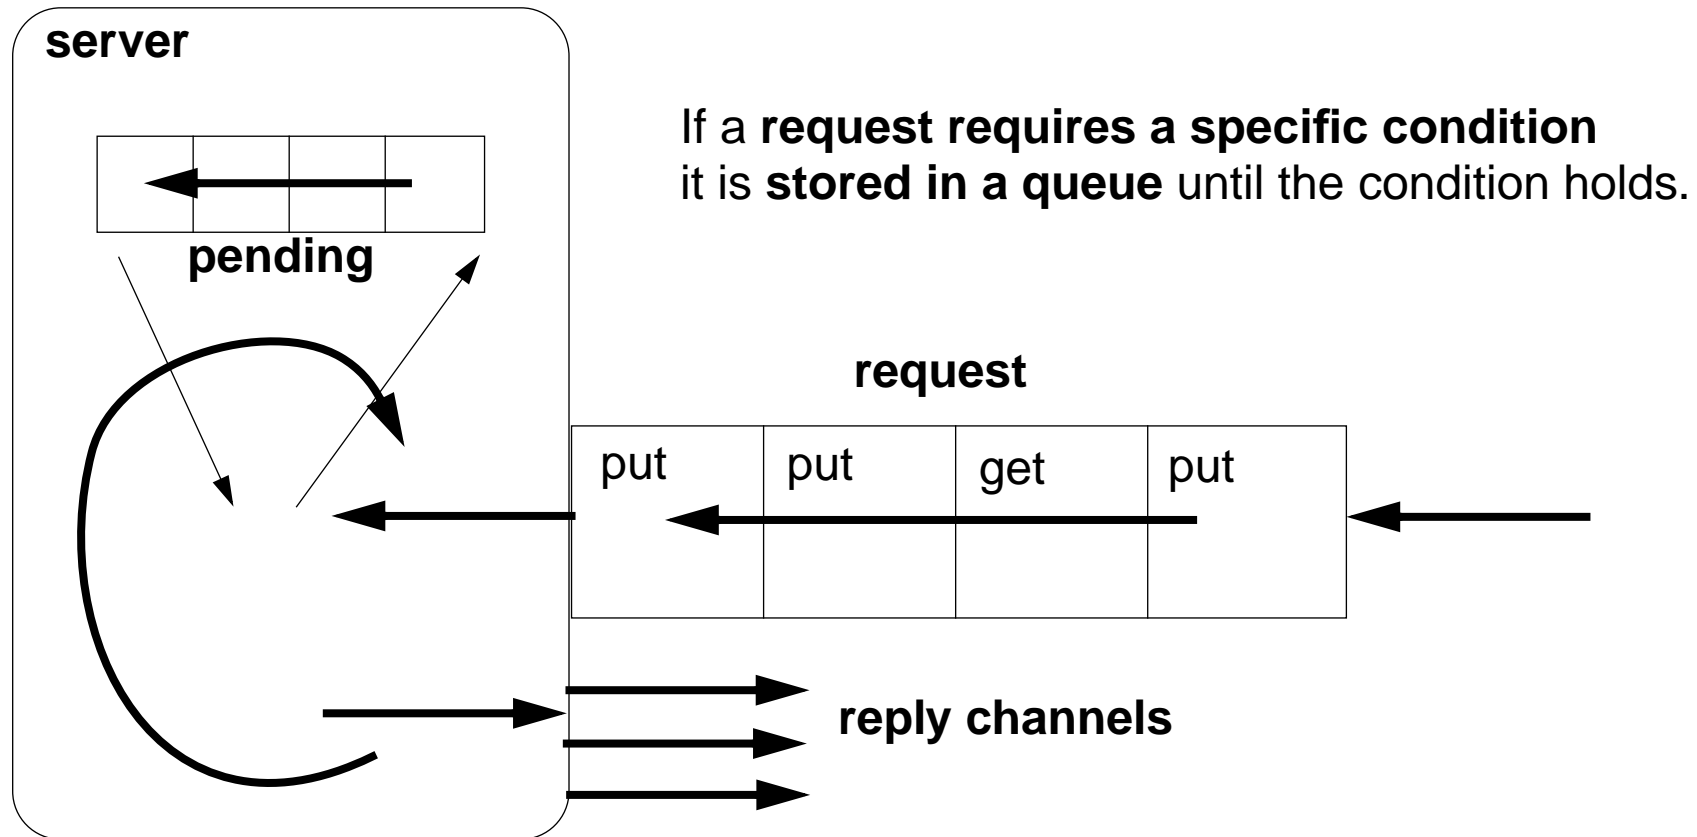 server
If a request requires a specific condition
it is stored in a queue until the condition holds.
pending
request
put put get put
reply channels